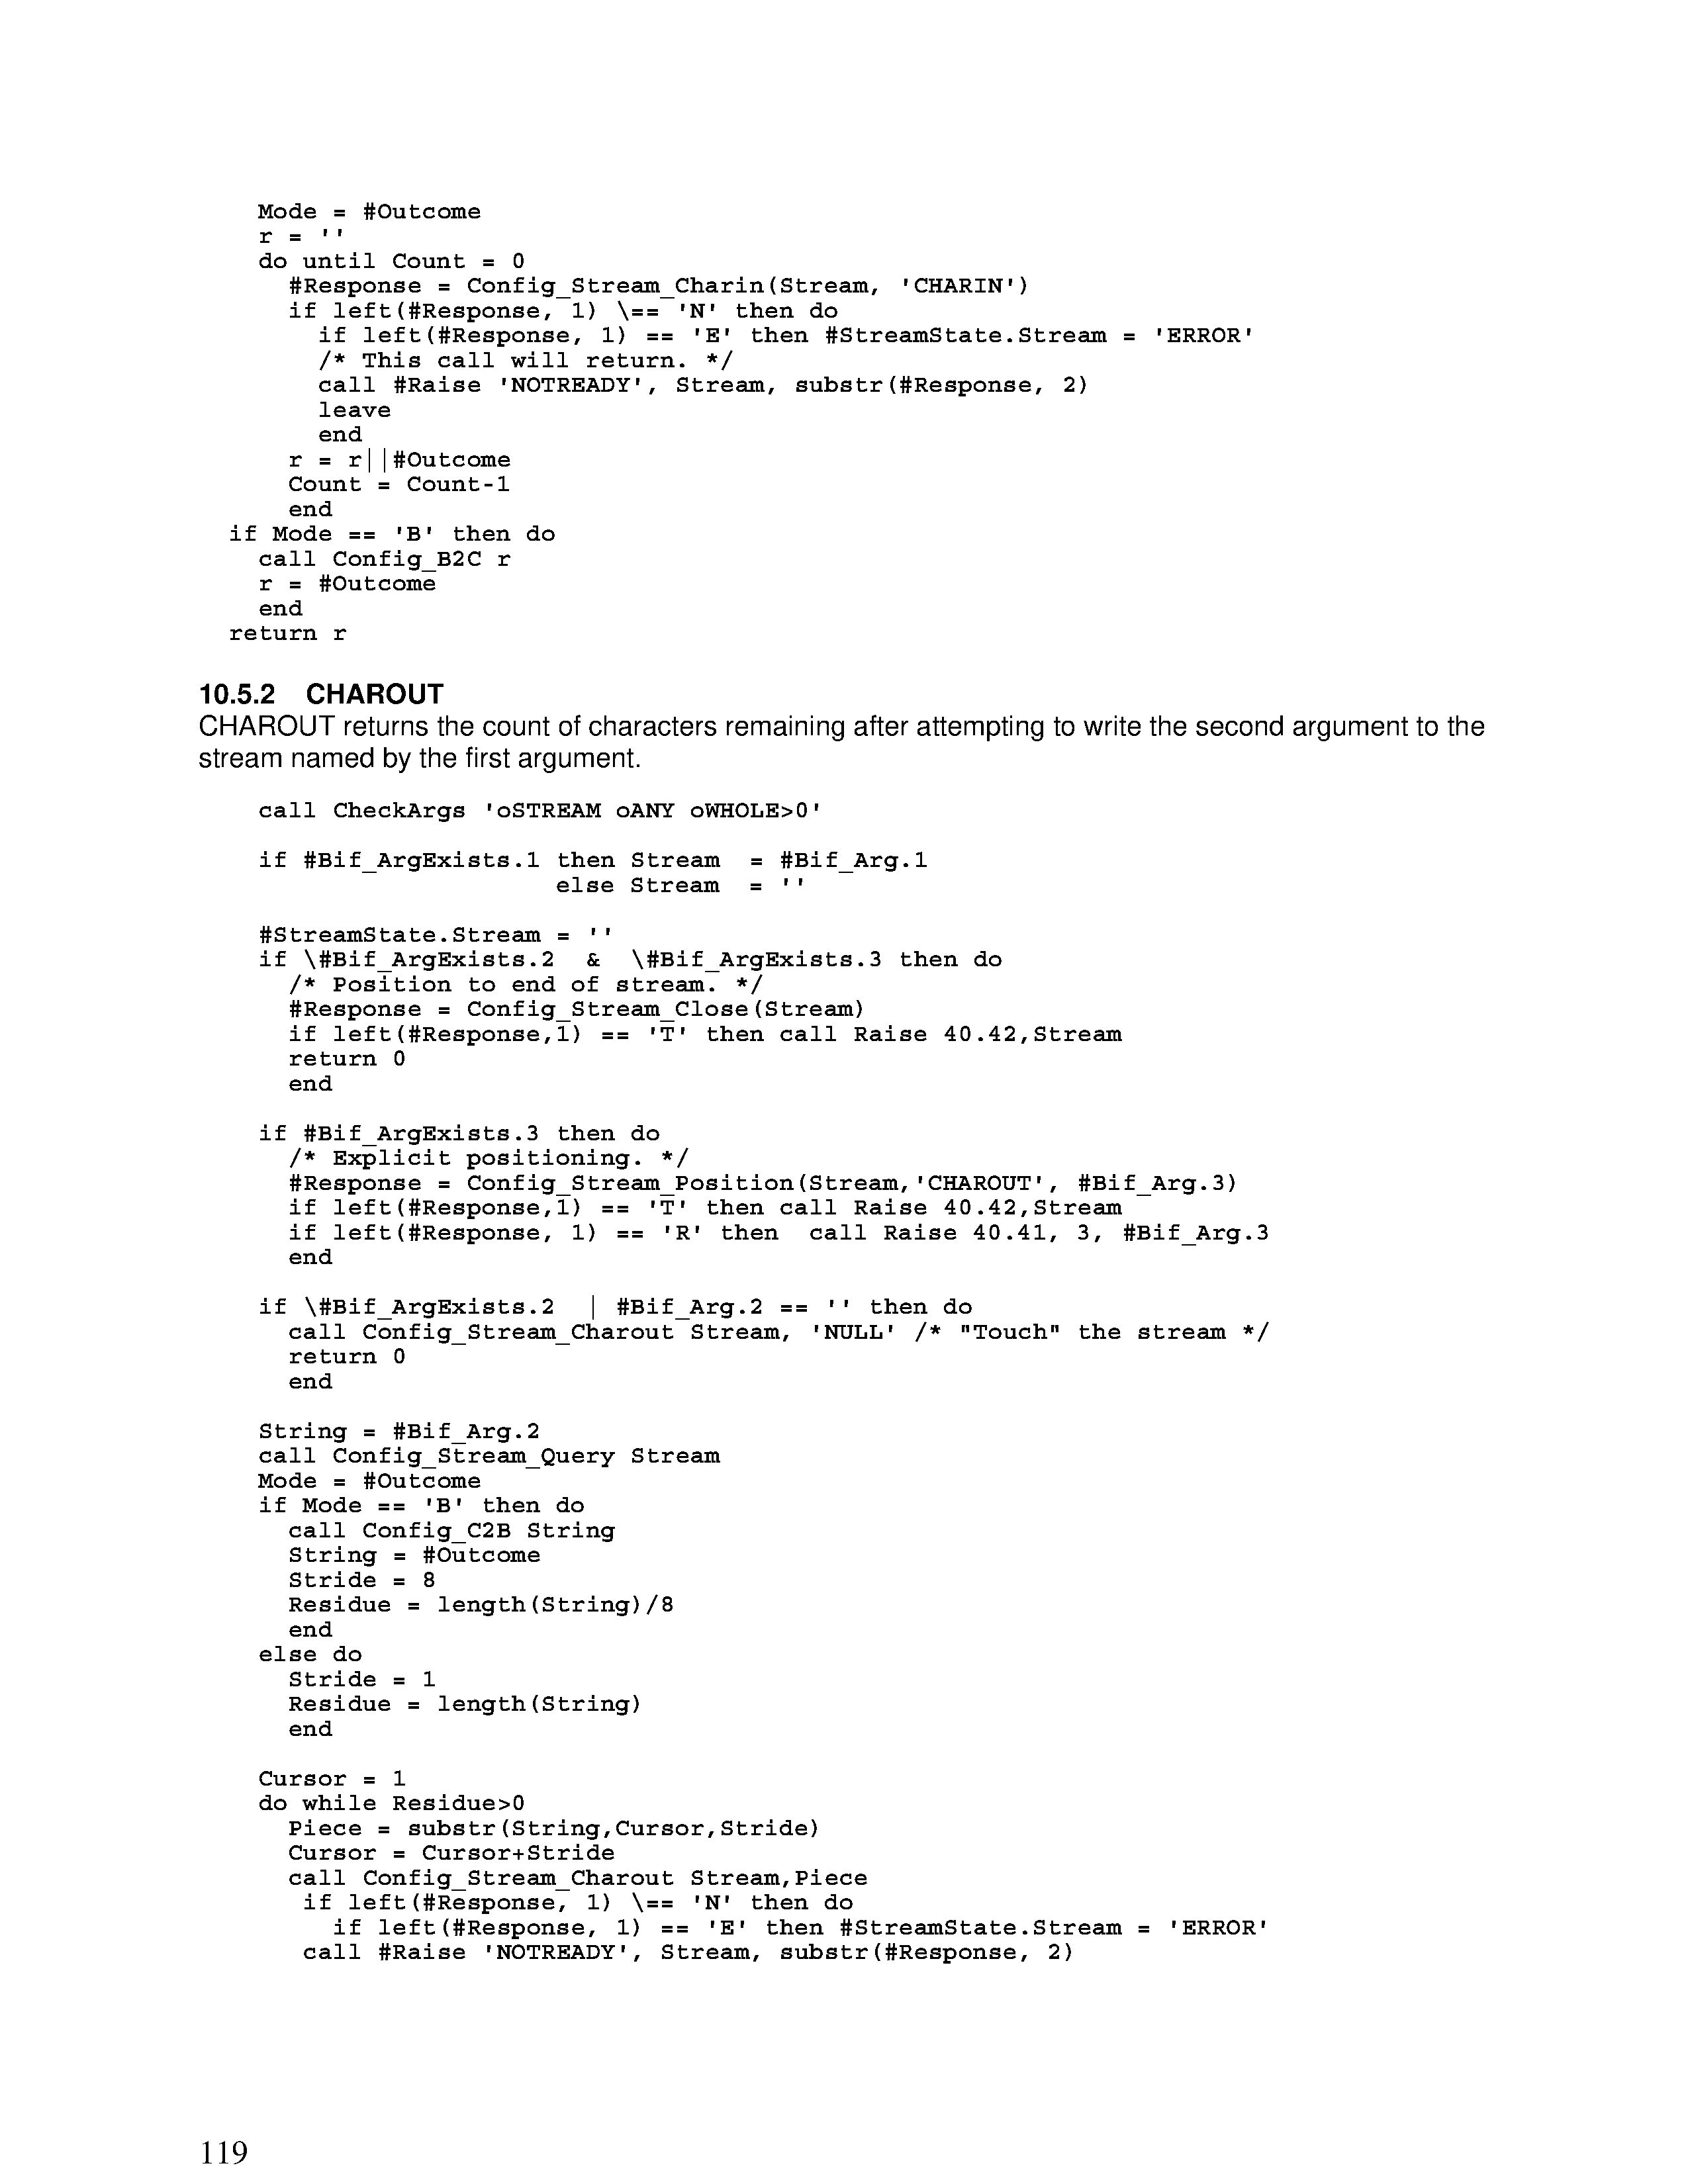 Mode = #Outcome
    r = ''
    do until Count = 0
      #Response = Config_Stream_Charin(Stream, 'CHARIN')
      if left(#Response, 1) \== 'N' then do
        if left(#Response, 1) == 'E' then #StreamState.Stream = 'ERROR'
        /* This call will return. */
        call #Raise 'NOTREADY', Stream, substr(#Response, 2)
        leave
        end
      r = r||#Outcome
      Count = Count-1
      end
  if Mode == 'B' then do
    call Config_B2C r
    r = #Outcome
    end
  return r
10.5.2 CHAROUT
CHAROUT returns the count of characters remaining after attempting to write the second argument to the
stream named by the first argument.
    call CheckArgs 'oSTREAM oANY oWHOLE>0'
    if #Bif_ArgExists.1 then Stream  = #Bif_Arg.1
                        else Stream  = ''
    #StreamState.Stream = ''
    if \#Bif_ArgExists.2  &  \#Bif_ArgExists.3 then do
      /* Position to end of stream. */
      #Response = Config_Stream_Close(Stream)
      if left(#Response,1) == 'T' then call Raise 40.42,Stream
      return 0
      end
    if #Bif_ArgExists.3 then do
      /* Explicit positioning. */
      #Response = Config_Stream_Position(Stream,'CHAROUT', #Bif_Arg.3)
      if left(#Response,1) == 'T' then call Raise 40.42,Stream
      if left(#Response, 1) == 'R' then  call Raise 40.41, 3, #Bif_Arg.3
      end
    if \#Bif_ArgExists.2  | #Bif_Arg.2 == '' then do
      call Config_Stream_Charout Stream, 'NULL' /* "Touch" the stream */
      return 0
      end
    String = #Bif_Arg.2
    call Config_Stream_Query Stream
    Mode = #Outcome
    if Mode == 'B' then do
      call Config_C2B String
      String = #Outcome
      Stride = 8
      Residue = length(String)/8
      end
    else do
      Stride = 1
      Residue = length(String)
      end
    Cursor = 1
    do while Residue>0
      Piece = substr(String,Cursor,Stride)
      Cursor = Cursor+Stride
      call Config_Stream_Charout Stream,Piece
       if left(#Response, 1) \== 'N' then do
         if left(#Response, 1) == 'E' then #StreamState.Stream = 'ERROR'
       call #Raise 'NOTREADY', Stream, substr(#Response, 2)
119